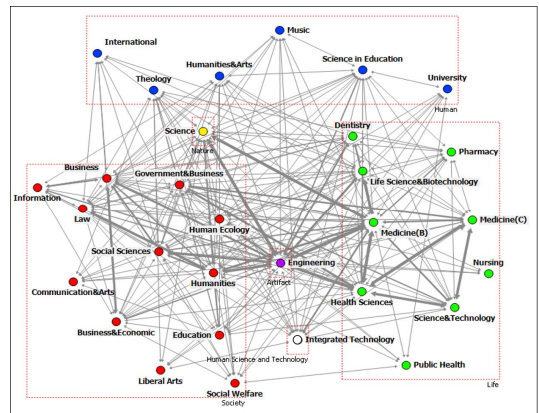 Music
International
Humanities&Arts
Science in Education
Theology
University
Human
Science
Dentistry
Nature
Pharmacy
Business
Government&Business
Life Science&Biotechnology
Information
Law
Human Ecology
Medicine(B)
Medicine(C)
Social Sciences
Engineering
Nursing
Humanities
Artifact
Communication&Arts
Health Sciences
Science&Technology
Business&Economic
Education
Integrated Technology
Human Science and Technology
Public Health
Liberal Arts
Life
Social Welfare
Society